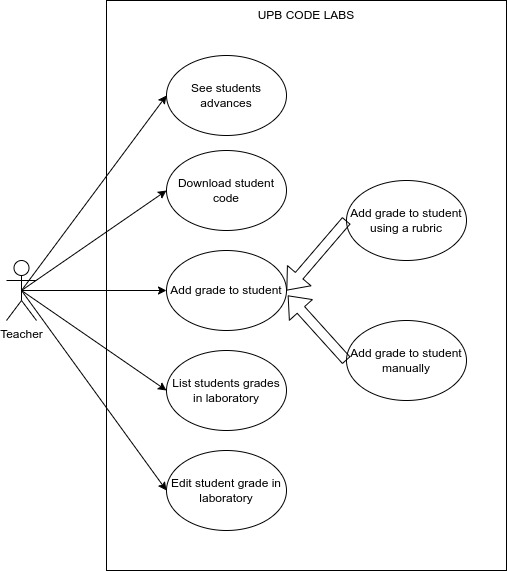 UPB CODE LABS
See students
advances
Download student
code
Add grade to student
using a rubric
Add grade to student
Teacher
Add grade to student
manually
List students grades
in laboratory
Edit student grade in
laboratory